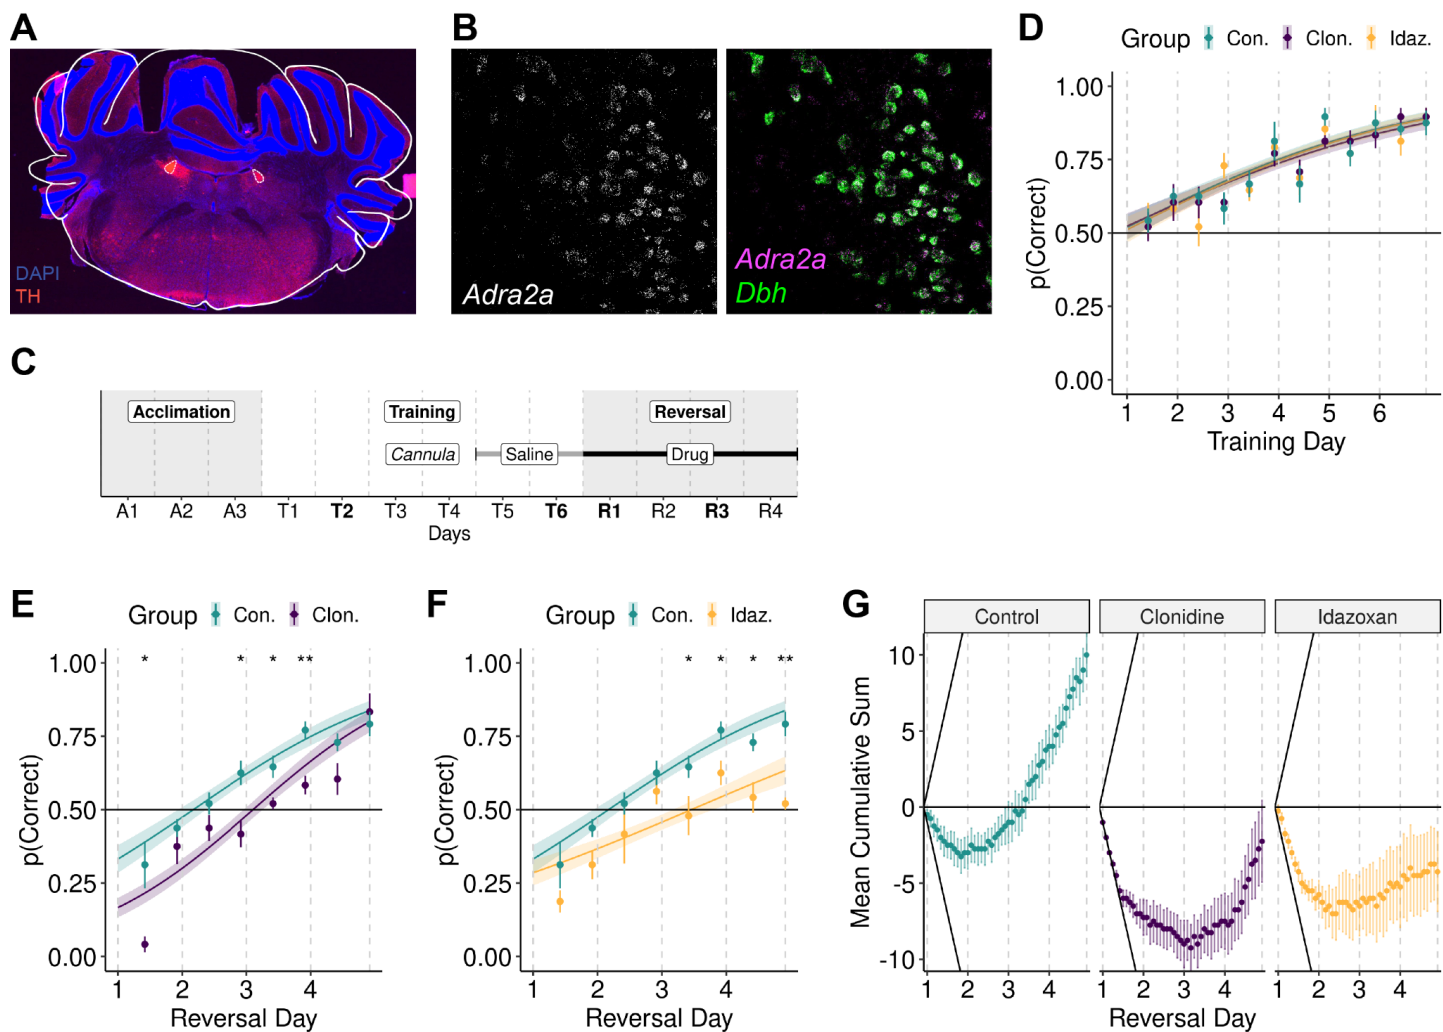 A
DAPI
TH
B
Adra2a
Adra2a
Dbh
C
Acclimation
Training
Reversal
Cannula
Saline
Drug
A1 A2 A3 T1 T2 T3 T4 T5 T6 R1 R2 R3 R4
Days
D
Group Con. Clon. Idaz.
p(Correct)
1.00
0.75
0.50
0.25
0.00
1 2 3 4 5 6
Training Day
E
Group Con. Clon.
* * * **
p(Correct)
1.00
0.75
0.50
0.25
0.00
1 2 3 4
Reversal Day
F
Group Con. Idaz.
* * * **
p(Correct)
1.00
0.75
0.50
0.25
0.00
1 2 3 4
Reversal Day
G
Control Clonidine Idazoxan
Mean Cumulative Sum
10
5
0
-5
-10
1 2 3 4 1 2 3 4 1 2 3 4
Reversal Day